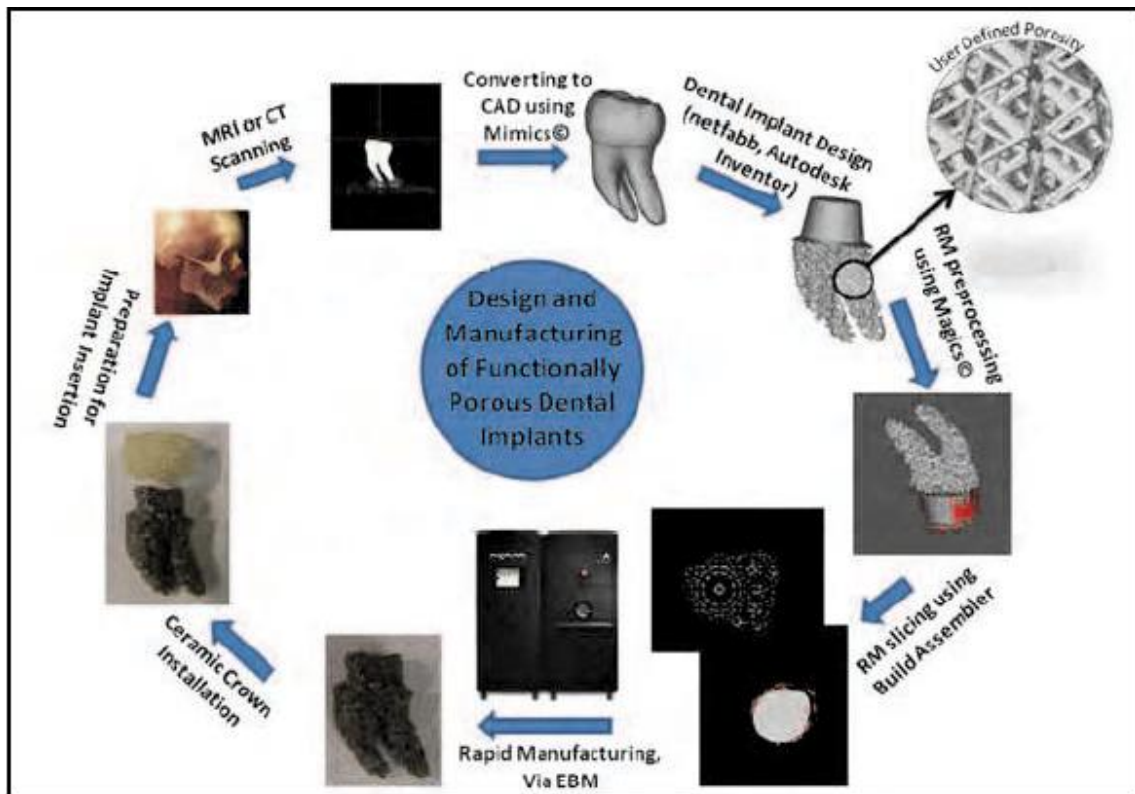 MRI or CT
Scanning
Converting to
CAD using
Mimics©
Dental Implant Design
(netfabb, Autodesk
Inventor)
User Defined Porosity
RM preprocessing
using Magics©
RM slicing using
Build Assembler
Rapid Manufacturing,
Via EBM
Ceramic Crown
Installation
Preparation for
Implant Insertion
Design and
Manufacturing
of Functionally
Porous Dental
Implants